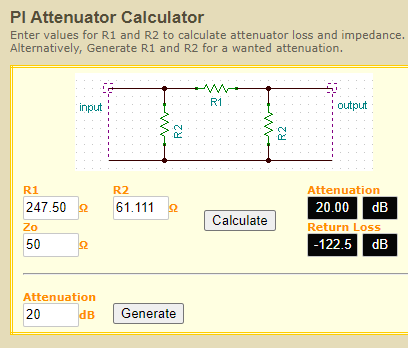 PI Attenuator Calculator
Enter values for R1 and R2 to calculate attenuator loss and impedance.
Alternatively, Generate R1 and R2 for a wanted attenuation.
input
R1
output
R2
R2
R1 R2 Attenuation
247.50 Ω 61.111 Ω Calculate 20.00 dB
Zo Return Loss
50 Ω -122.5 dB
Attenuation
20 dB Generate